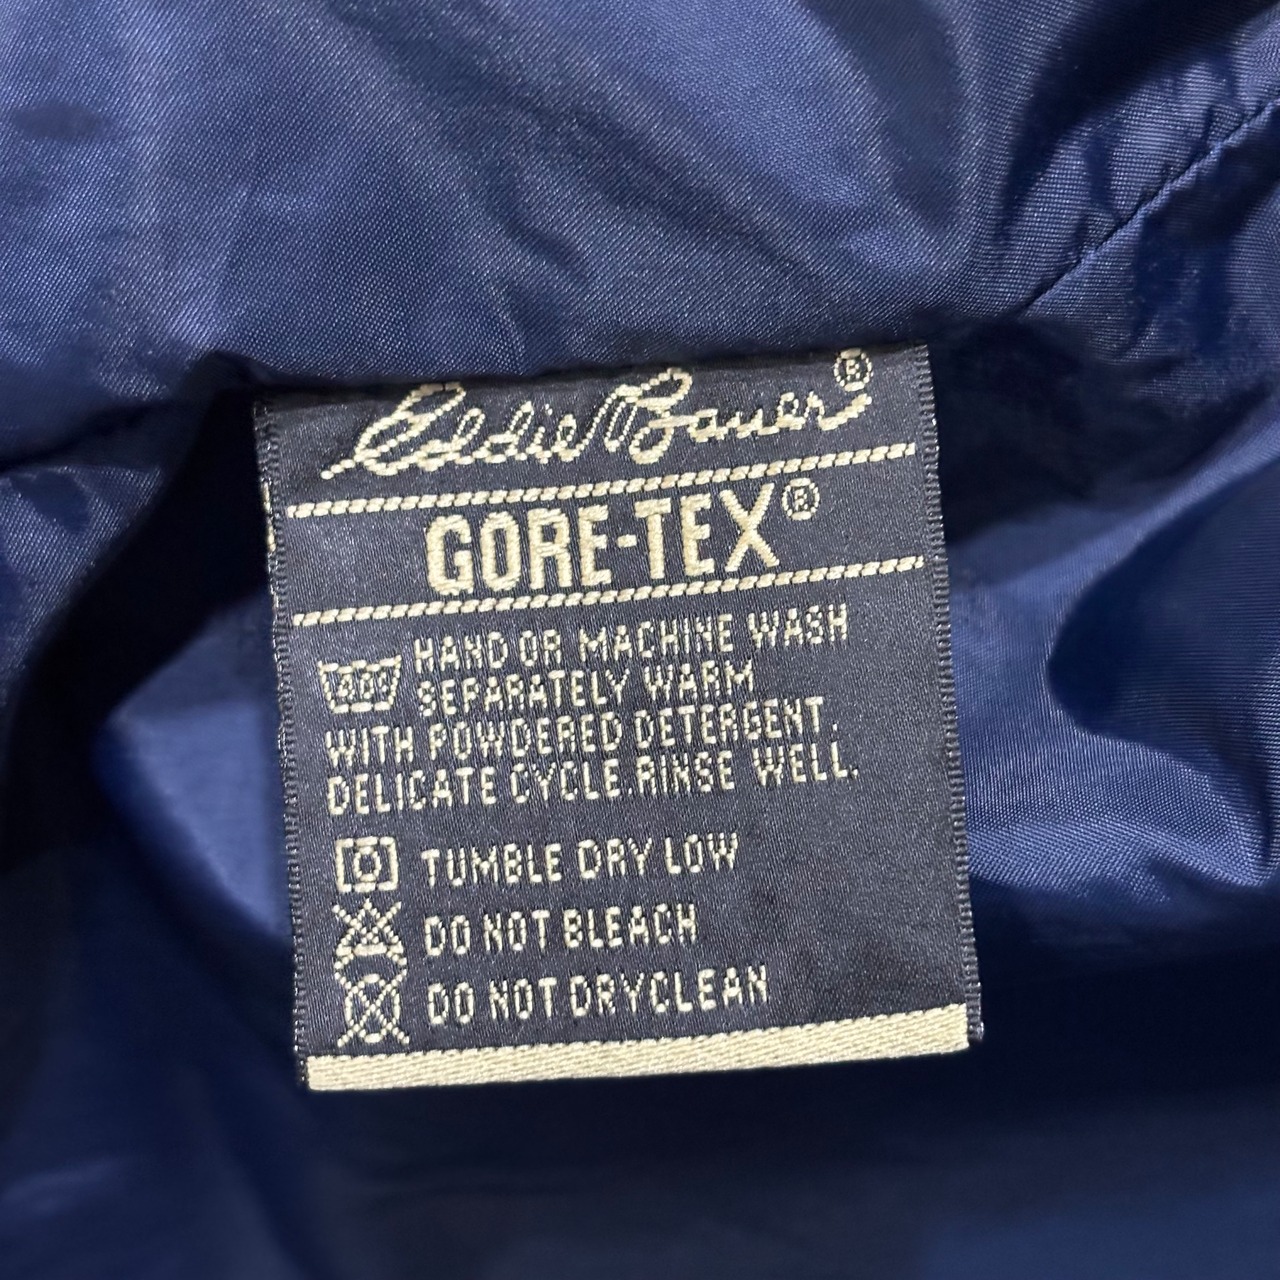 Eddie Bauer®
GORE-TEX®
40°
HAND OR MACHINE WASH
SEPARATELY WARM
WITH POWDERED DETERGENT.
DELICATE CYCLE.RINSE WELL.
TUMBLE DRY LOW
DO NOT BLEACH
DO NOT DRYCLEAN